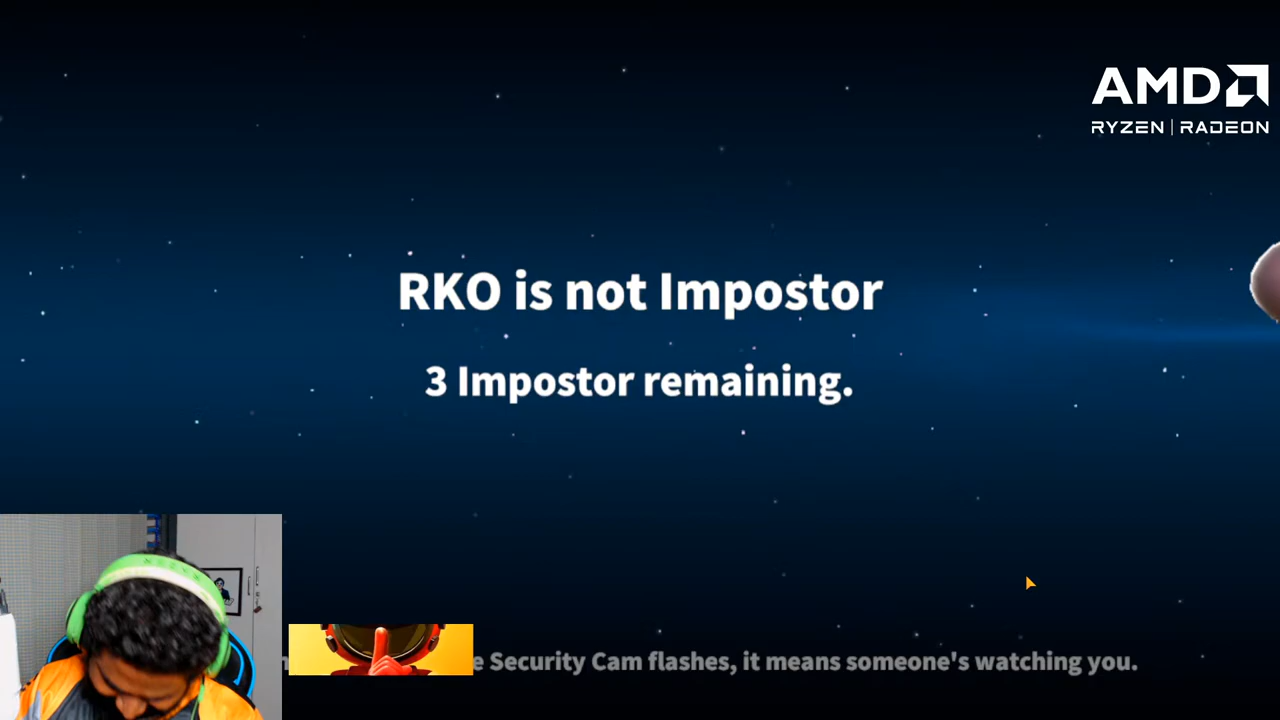 AMD
RYZEN | RADEON
RKO is not Impostor
3 Impostor remaining.
Security Cam flashes, it means someone's watching you.